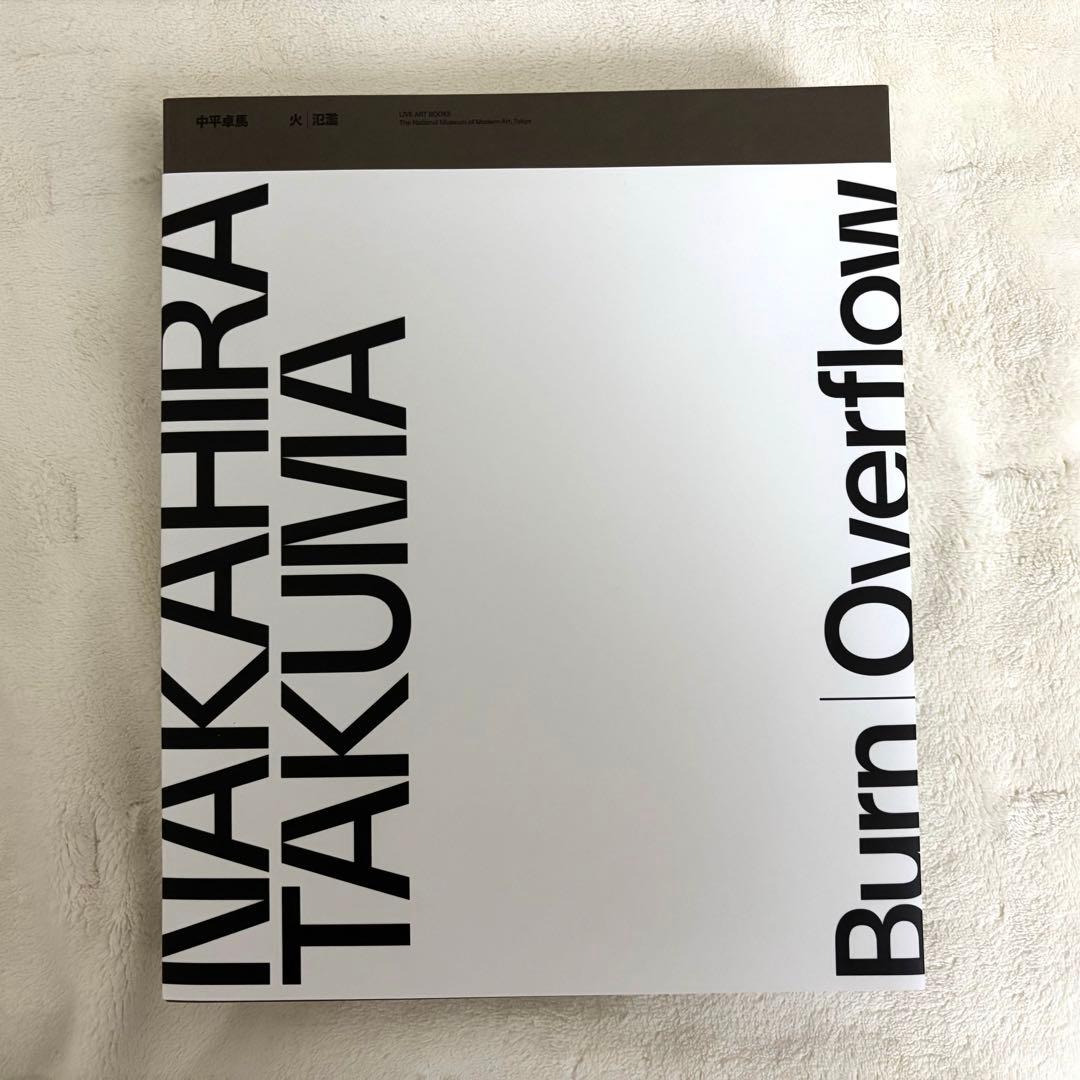 中平卓馬
火|氾濫
LIVE ART BOOKS
The National Museum of Modern Art, Tokyo
NAKAHIRA
TAKUMA
Burn|Overflow